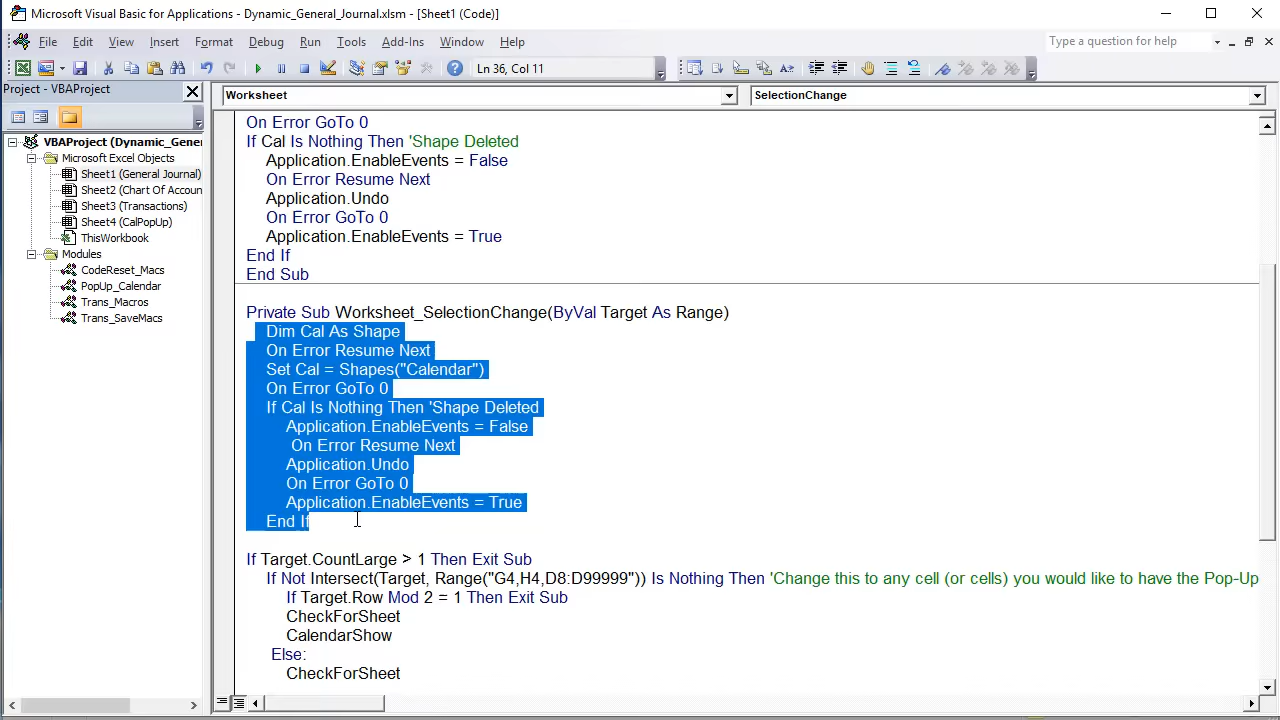 Microsoft Visual Basic for Applications - Dynamic_General_Journal.xlsm - [Sheet1 (Code)]
File Edit View Insert Format Debug Run Tools Add-Ins Window Help
Type a question for help
Ln 36, Col 11
Project - VBAProject
Worksheet
SelectionChange
VBAProject (Dynamic_Gener
Microsoft Excel Objects
Sheet1 (General Journal)
Sheet2 (Chart Of Accoun
Sheet3 (Transactions)
Sheet4 (CalPopUp)
ThisWorkbook
Modules
CodeReset_Macs
PopUp_Calendar
Trans_Macros
Trans_SaveMacs
On Error GoTo 0
If Cal Is Nothing Then 'Shape Deleted
Application.EnableEvents = False
On Error Resume Next
Application.Undo
On Error GoTo 0
Application.EnableEvents = True
End If
End Sub
Private Sub Worksheet_SelectionChange(ByVal Target As Range)
Dim Cal As Shape
On Error Resume Next
Set Cal = Shapes("Calendar")
On Error GoTo 0
If Cal Is Nothing Then 'Shape Deleted
Application.EnableEvents = False
On Error Resume Next
Application.Undo
On Error GoTo 0
Application.EnableEvents = True
End If
If Target.CountLarge > 1 Then Exit Sub
If Not Intersect(Target, Range("G4,H4,D8:D99999")) Is Nothing Then 'Change this to any cell (or cells) you would like to have the Pop-Up
If Target.Row Mod 2 = 1 Then Exit Sub
CheckForSheet
CalendarShow
Else:
CheckForSheet